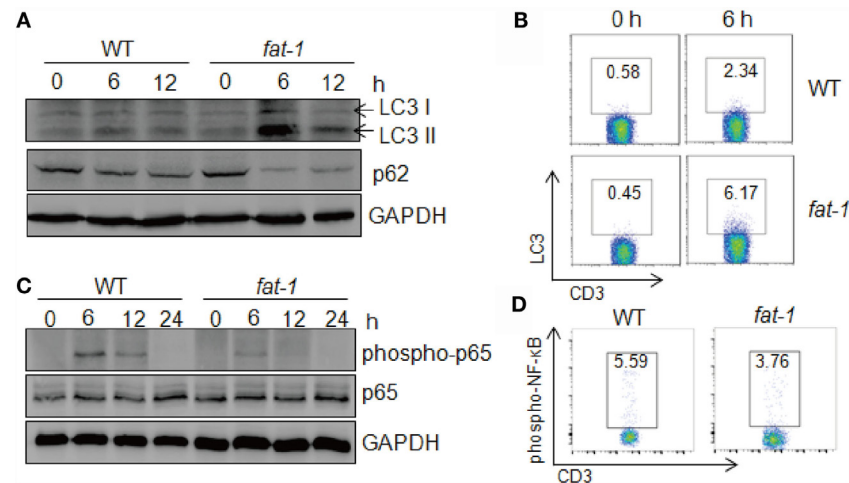 A
WT fat-1
0 6 12 0 6 12 h
LC3 I
LC3 II
p62
GAPDH
B
0 h 6 h
0.58 2.34 WT
0.45 6.17 fat-1
LC3
CD3
C
WT fat-1
0 6 12 24 0 6 12 24 h
phospho-p65
p65
GAPDH
D
WT fat-1
5.59 3.76
phospho-NF-κB
CD3